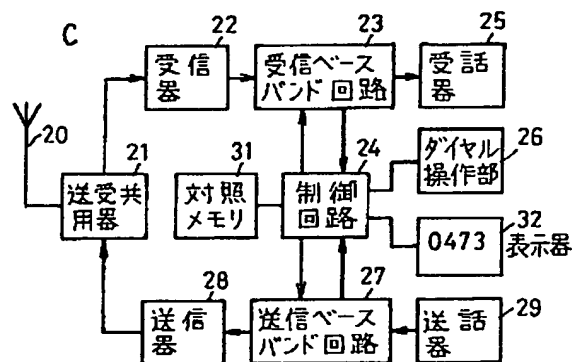 C
22
受信
器
23
受信ベース
バンド回路
25
受話
器
20
21
送受共
用器
31
対照
メモリ
24
制御
回路
26
ダイヤル
操作部
32
0473
表示器
28
送信
器
27
送信ベース
バンド回路
29
送話
器